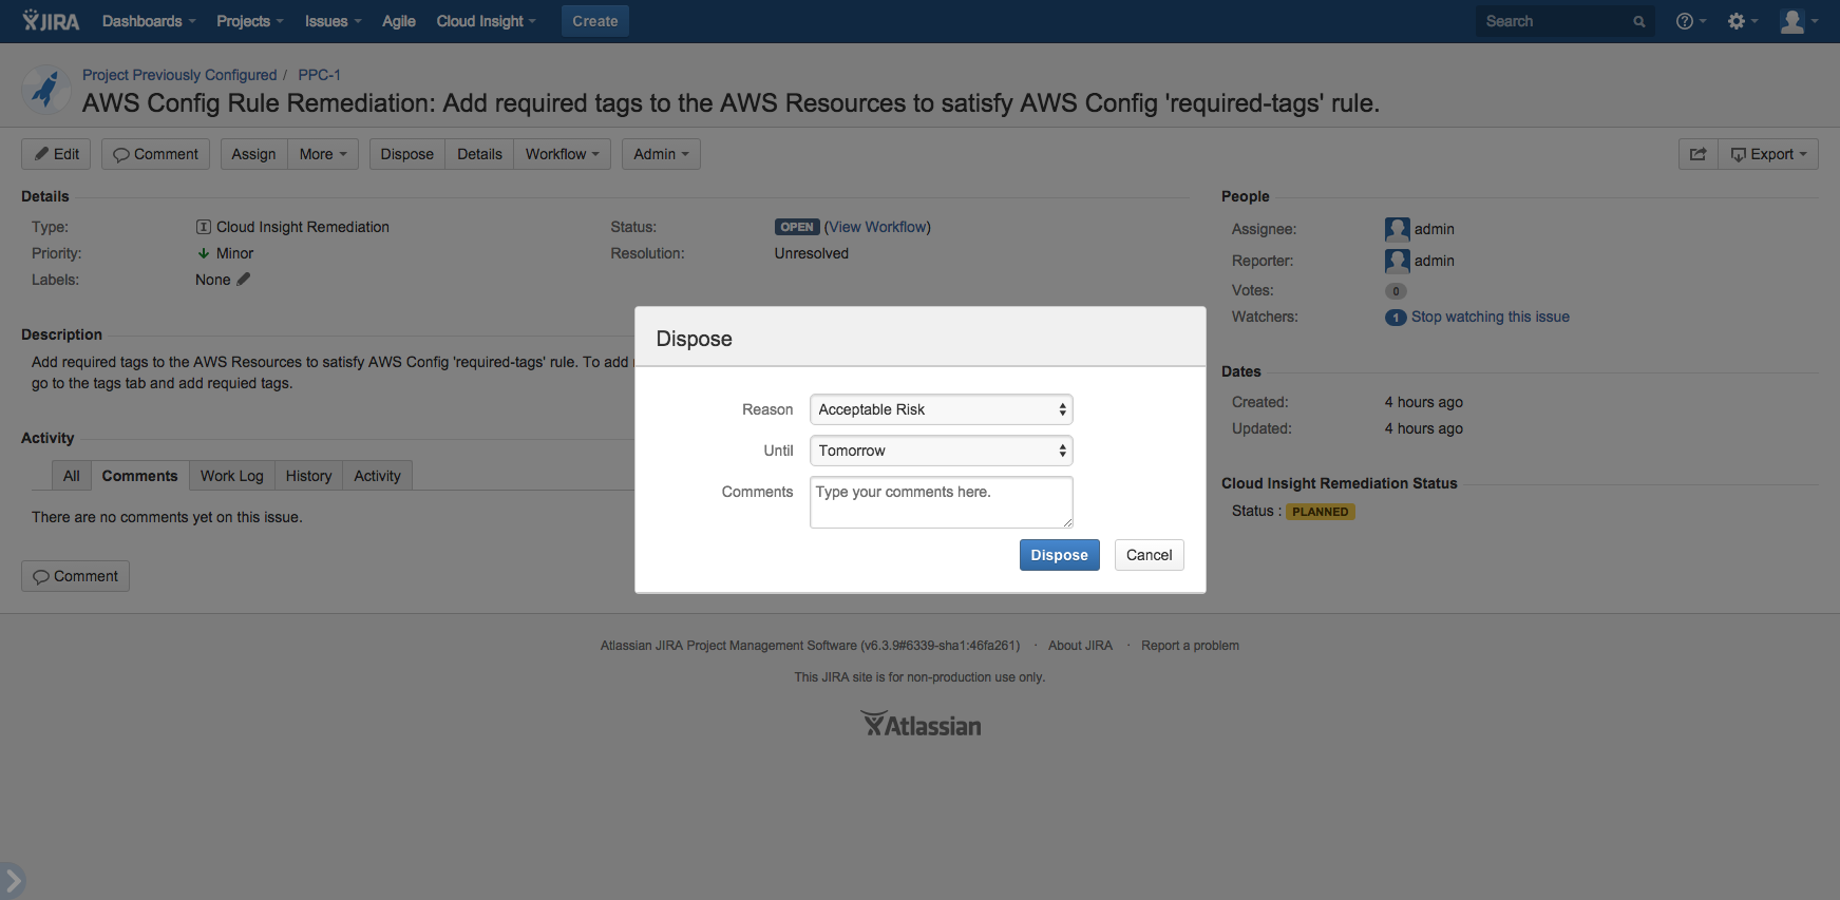 JIRA Dashboards Projects Issues Agile Cloud Insight Create Search
Project Previously Configured / PPC-1
AWS Config Rule Remediation: Add required tags to the AWS Resources to satisfy AWS Config 'required-tags' rule.
Edit Comment Assign More Dispose Details Workflow Admin Export
Details
Type: Cloud Insight Remediation
Status: OPEN (View Workflow)
Priority: Minor
Resolution: Unresolved
Labels: None
Description
Add required tags to the AWS Resources to satisfy AWS Config 'required-tags' rule. To add
go to the tags tab and add requied tags.
Activity
All Comments Work Log History Activity
There are no comments yet on this issue.
Comment
People
Assignee: admin
Reporter: admin
Votes: 0
Watchers: 1 Stop watching this issue
Dates
Created: 4 hours ago
Updated: 4 hours ago
Cloud Insight Remediation Status
Status : PLANNED
Dispose
Reason Acceptable Risk
Until Tomorrow
Comments Type your comments here.
Dispose Cancel
Atlassian JIRA Project Management Software (v6.3.9#6339-sha1:46fa261) · About JIRA · Report a problem
This JIRA site is for non-production use only.
Atlassian